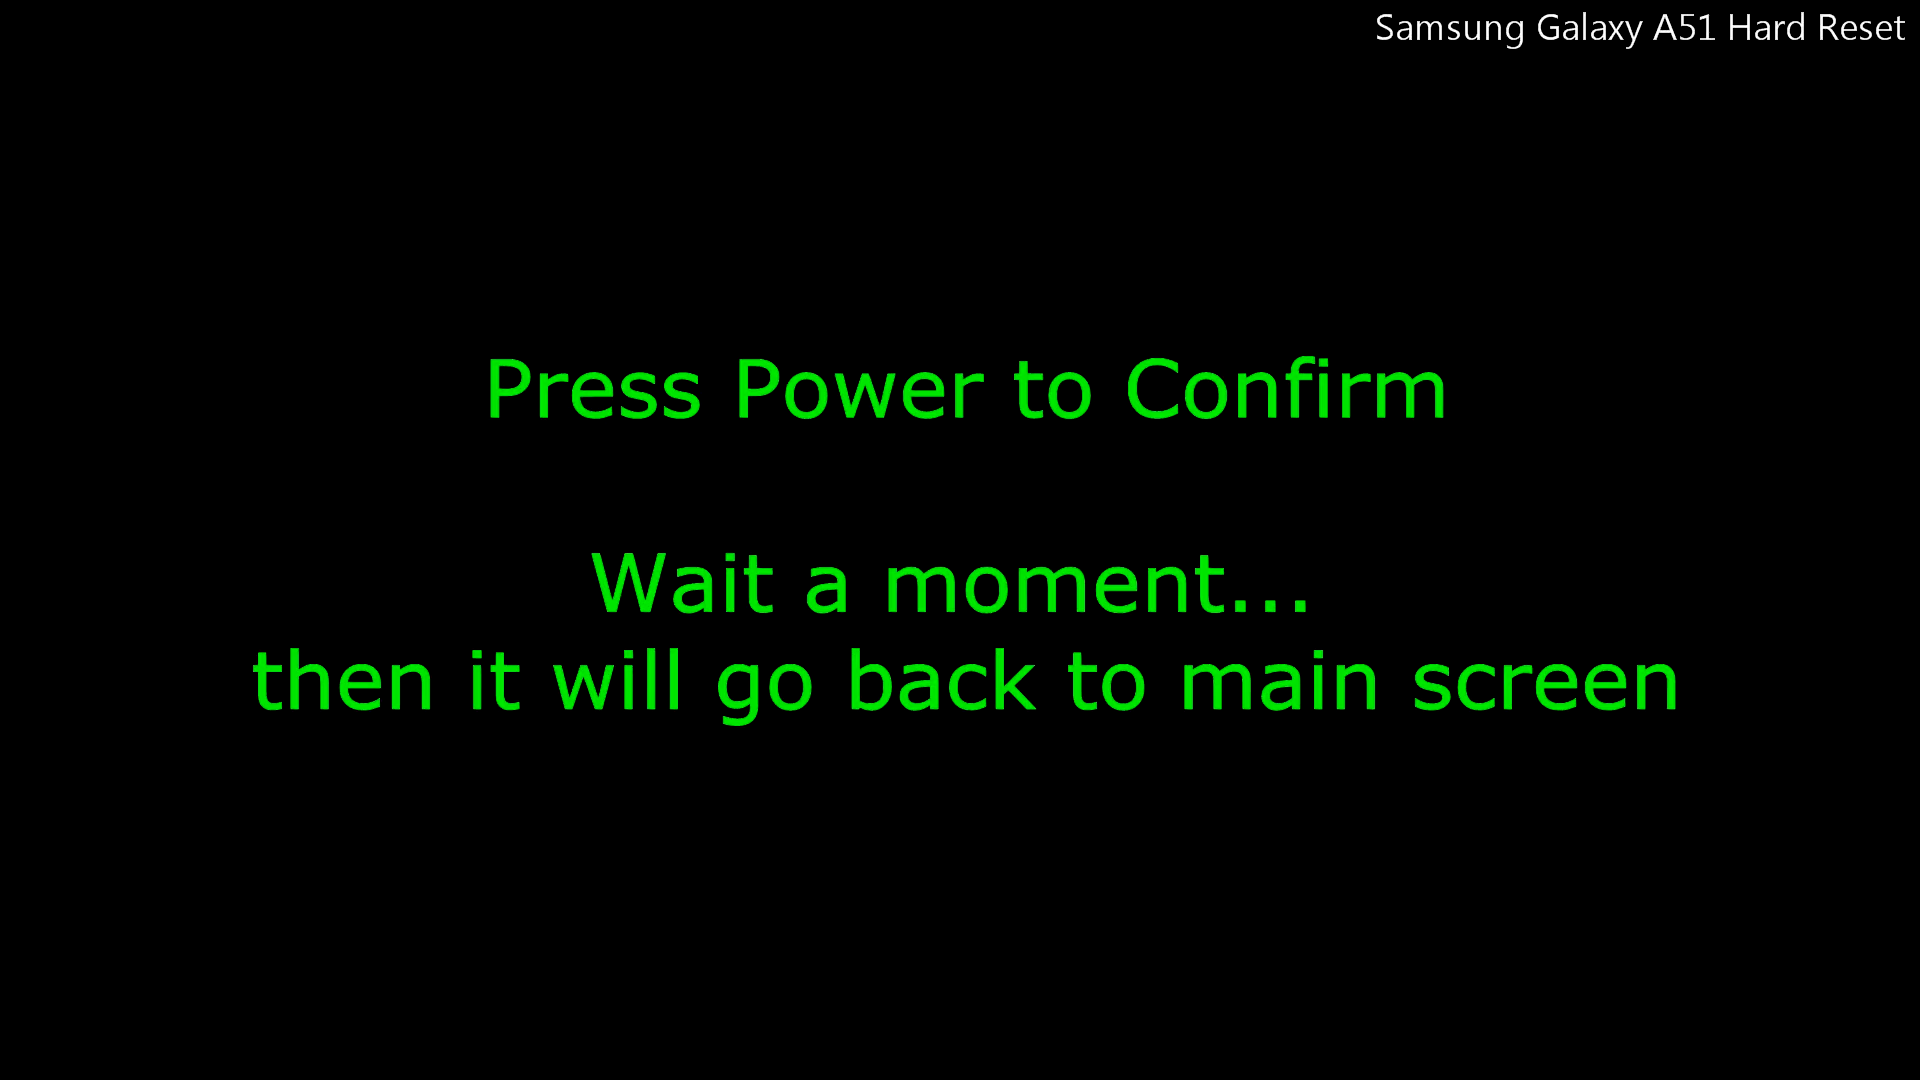 Samsung Galaxy A51 Hard Reset
Press Power to Confirm
Wait a moment...
then it will go back to main screen